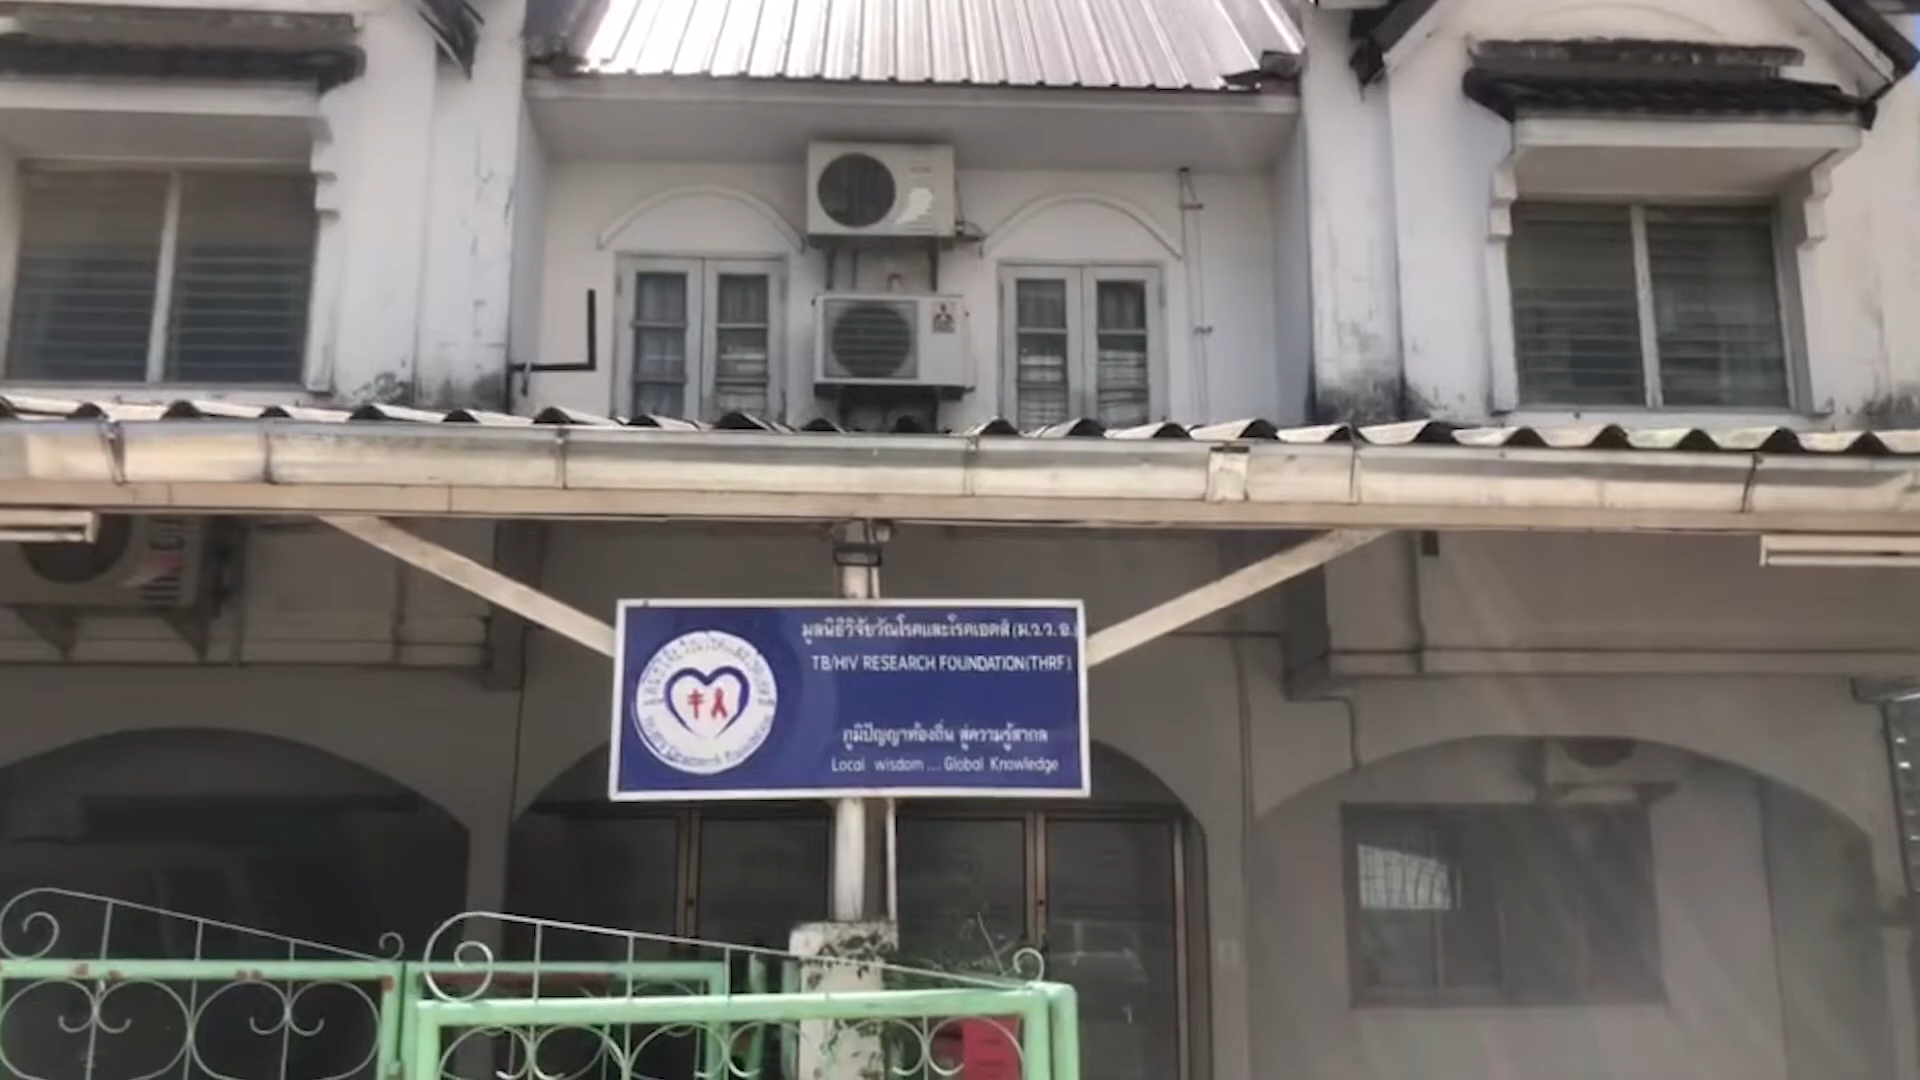 มูลนิธิวิจัยวัณโรคและโรคเอดส์ (ม.ว.ว.อ.)
TB/HIV RESEARCH FOUNDATION(THRF)
ภูมิปัญญาท้องถิ่น สู่ความรู้สากล
Local wisdom... Global Knowledge